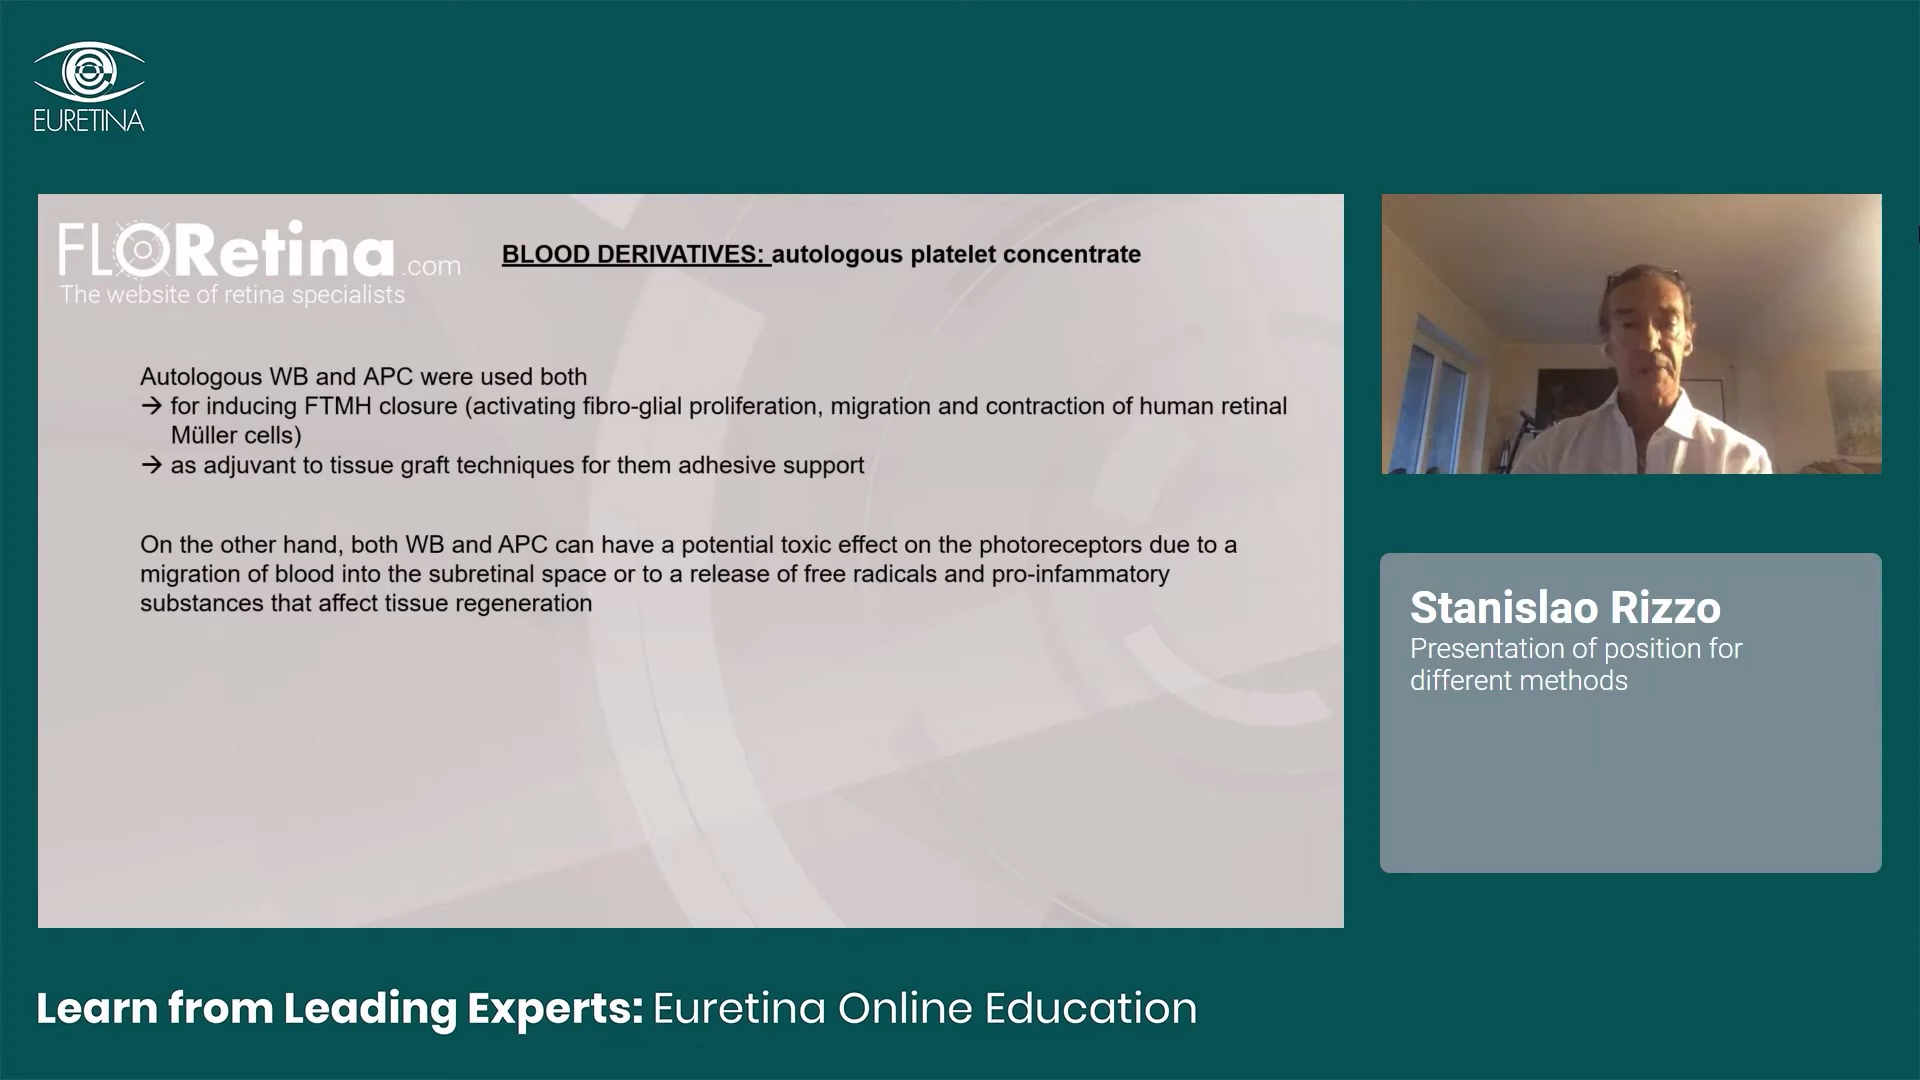 EURETINA
FLORetina.com
The website of retina specialists
BLOOD DERIVATIVES: autologous platelet concentrate
Autologous WB and APC were used both
→ for inducing FTMH closure (activating fibro-glial proliferation, migration and contraction of human retinal
Müller cells)
→ as adjuvant to tissue graft techniques for them adhesive support
On the other hand, both WB and APC can have a potential toxic effect on the photoreceptors due to a
migration of blood into the subretinal space or to a release of free radicals and pro-infammatory
substances that affect tissue regeneration
Stanislao Rizzo
Presentation of position for
different methods
Learn from Leading Experts: Euretina Online Education